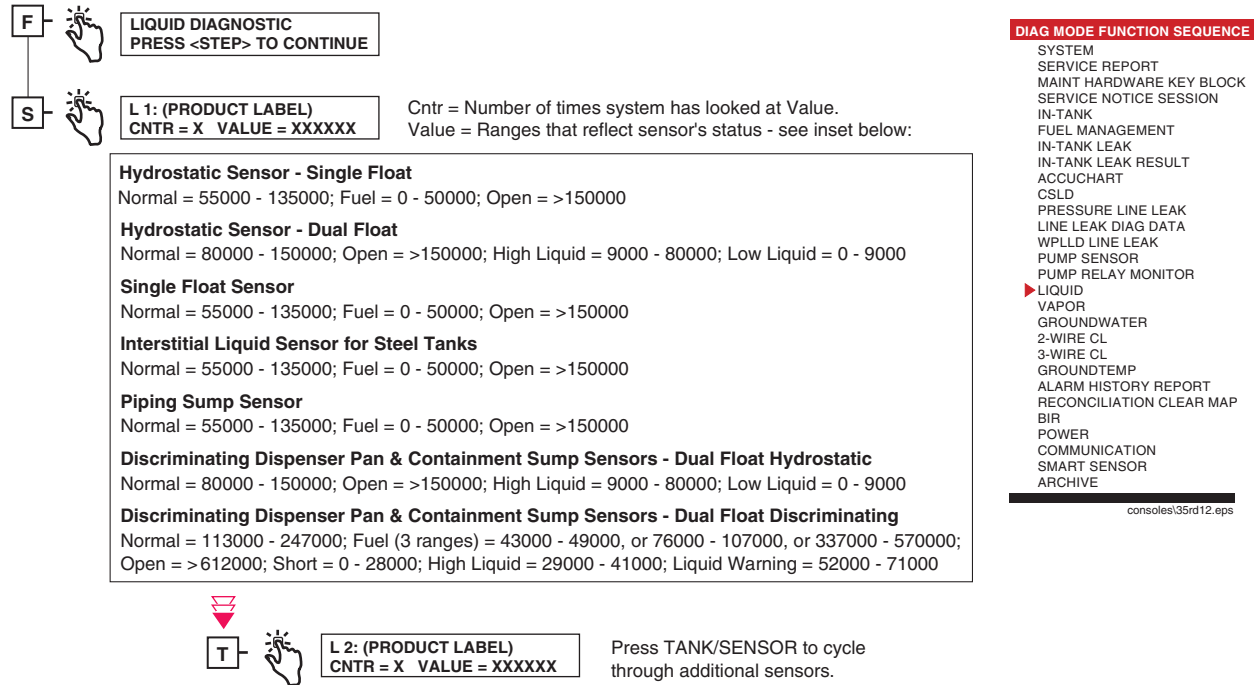 F
LIQUID DIAGNOSTIC
PRESS <STEP> TO CONTINUE
S
L 1: (PRODUCT LABEL)
CNTR = X VALUE = XXXXXX
Cntr = Number of times system has looked at Value.
Value = Ranges that reflect sensor's status - see inset below:
Hydrostatic Sensor - Single Float
Normal = 55000 - 135000; Fuel = 0 - 50000; Open = >150000
Hydrostatic Sensor - Dual Float
Normal = 80000 - 150000; Open = >150000; High Liquid = 9000 - 80000; Low Liquid = 0 - 9000
Single Float Sensor
Normal = 55000 - 135000; Fuel = 0 - 50000; Open = >150000
Interstitial Liquid Sensor for Steel Tanks
Normal = 55000 - 135000; Fuel = 0 - 50000; Open = >150000
Piping Sump Sensor
Normal = 55000 - 135000; Fuel = 0 - 50000; Open = >150000
Discriminating Dispenser Pan & Containment Sump Sensors - Dual Float Hydrostatic
Normal = 80000 - 150000; Open = >150000; High Liquid = 9000 - 80000; Low Liquid = 0 - 9000
Discriminating Dispenser Pan & Containment Sump Sensors - Dual Float Discriminating
Normal = 113000 - 247000; Fuel (3 ranges) = 43000 - 49000, or 76000 - 107000, or 337000 - 570000;
Open = >612000; Short = 0 - 28000; High Liquid = 29000 - 41000; Liquid Warning = 52000 - 71000
T
L 2: (PRODUCT LABEL)
CNTR = X VALUE = XXXXXX
Press TANK/SENSOR to cycle
through additional sensors.
DIAG MODE FUNCTION SEQUENCE
SYSTEM
SERVICE REPORT
MAINT HARDWARE KEY BLOCK
SERVICE NOTICE SESSION
IN-TANK
FUEL MANAGEMENT
IN-TANK LEAK
IN-TANK LEAK RESULT
ACCUCHART
CSLD
PRESSURE LINE LEAK
LINE LEAK DIAG DATA
WPLLD LINE LEAK
PUMP SENSOR
PUMP RELAY MONITOR
LIQUID
VAPOR
GROUNDWATER
2-WIRE CL
3-WIRE CL
GROUNDTEMP
ALARM HISTORY REPORT
RECONCILIATION CLEAR MAP
BIR
POWER
COMMUNICATION
SMART SENSOR
ARCHIVE
consoles\35rd12.eps